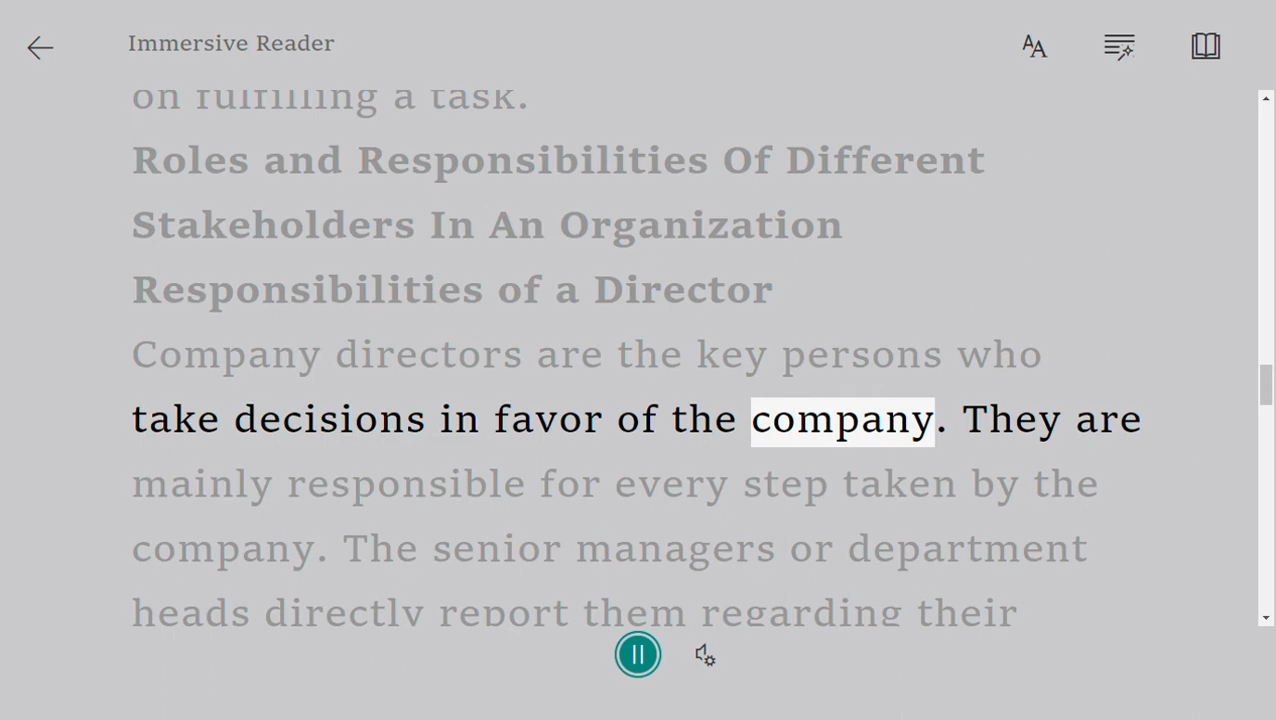 Immersive Reader
on fulfilling a task.
Roles and Responsibilities Of Different
Stakeholders In An Organization
Responsibilities of a Director
Company directors are the key persons who
take decisions in favor of the company. They are
mainly responsible for every step taken by the
company. The senior managers or department
heads directly report them regarding their